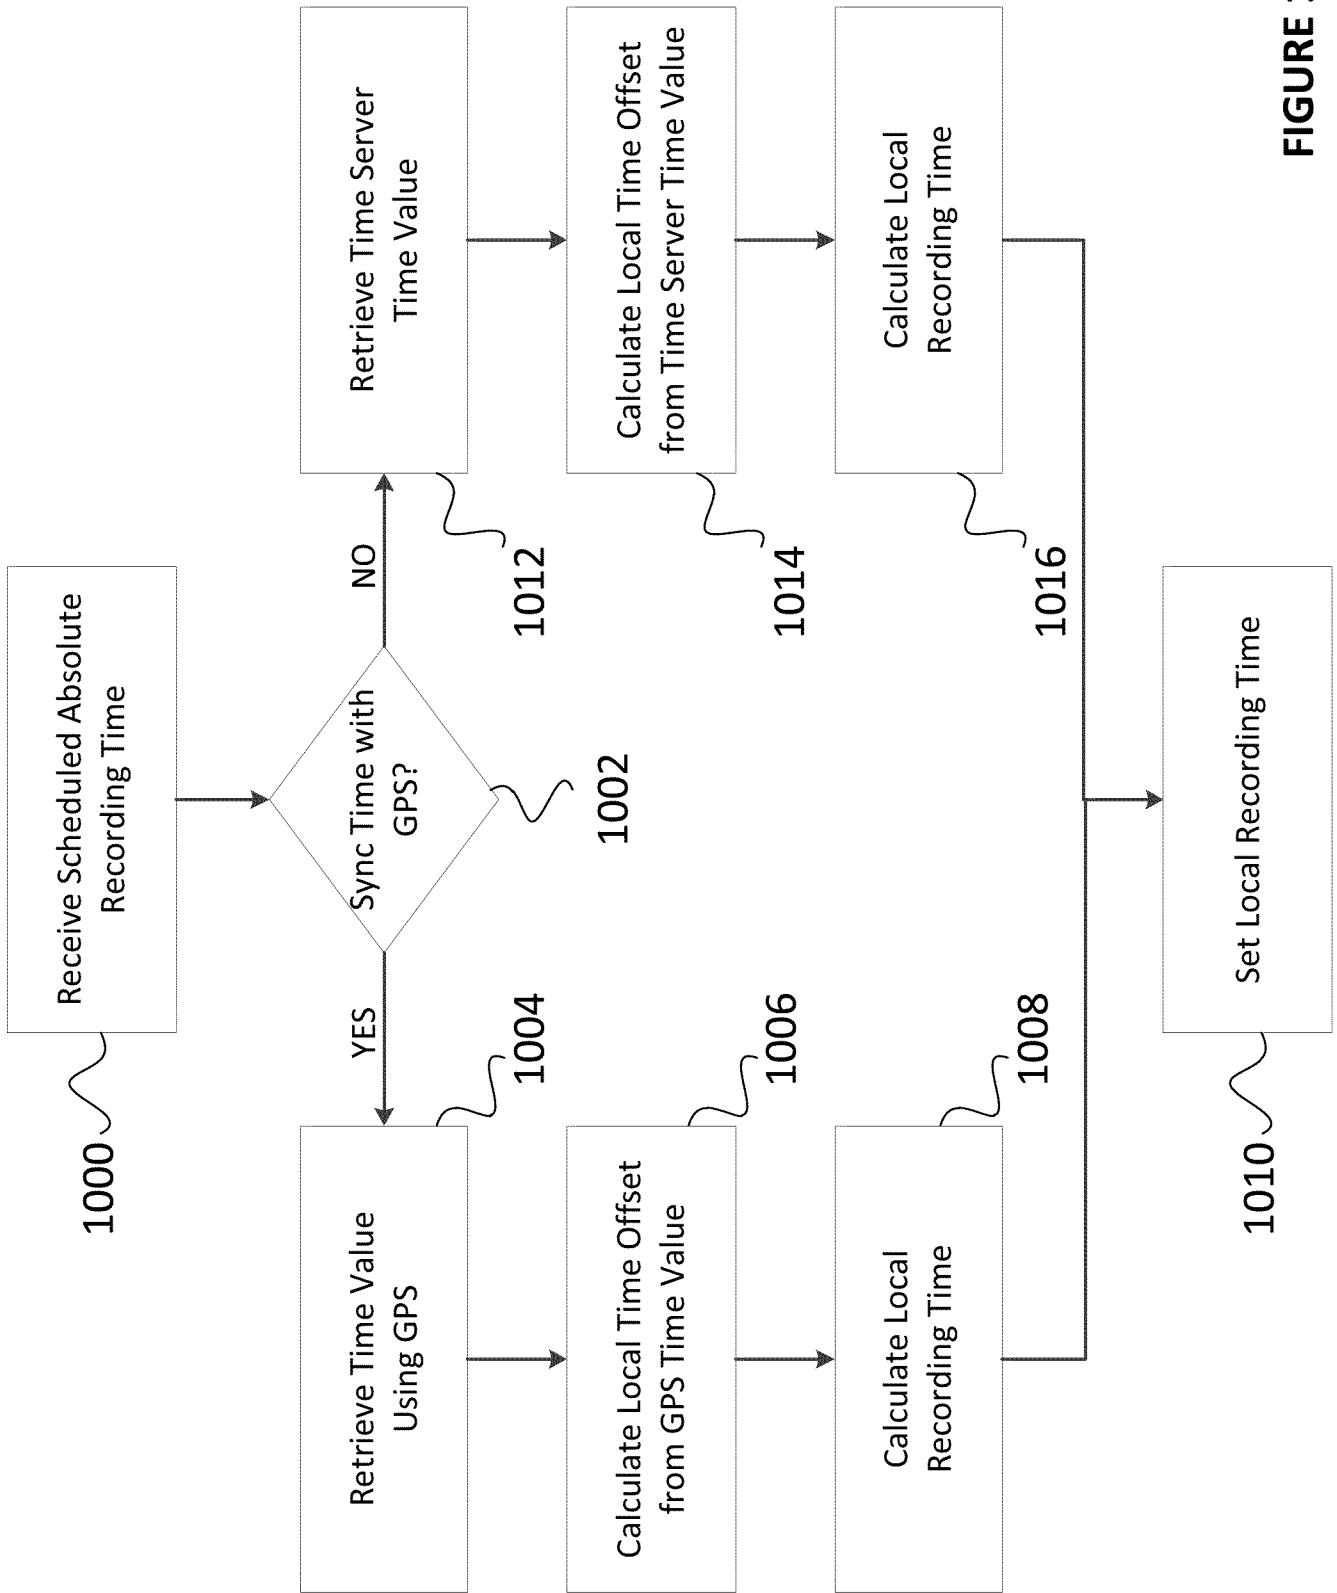 Receive Scheduled Absolute
Recording Time
1000
Sync Time with
GPS?
1002
YES
NO
Retrieve Time Value
Using GPS
1004
Calculate Local Time Offset
from GPS Time Value
1006
Calculate Local
Recording Time
1008
Retrieve Time Server
Time Value
1012
Calculate Local Time Offset
from Time Server Time Value
1014
Calculate Local
Recording Time
1016
Set Local Recording Time
1010
FIGURE